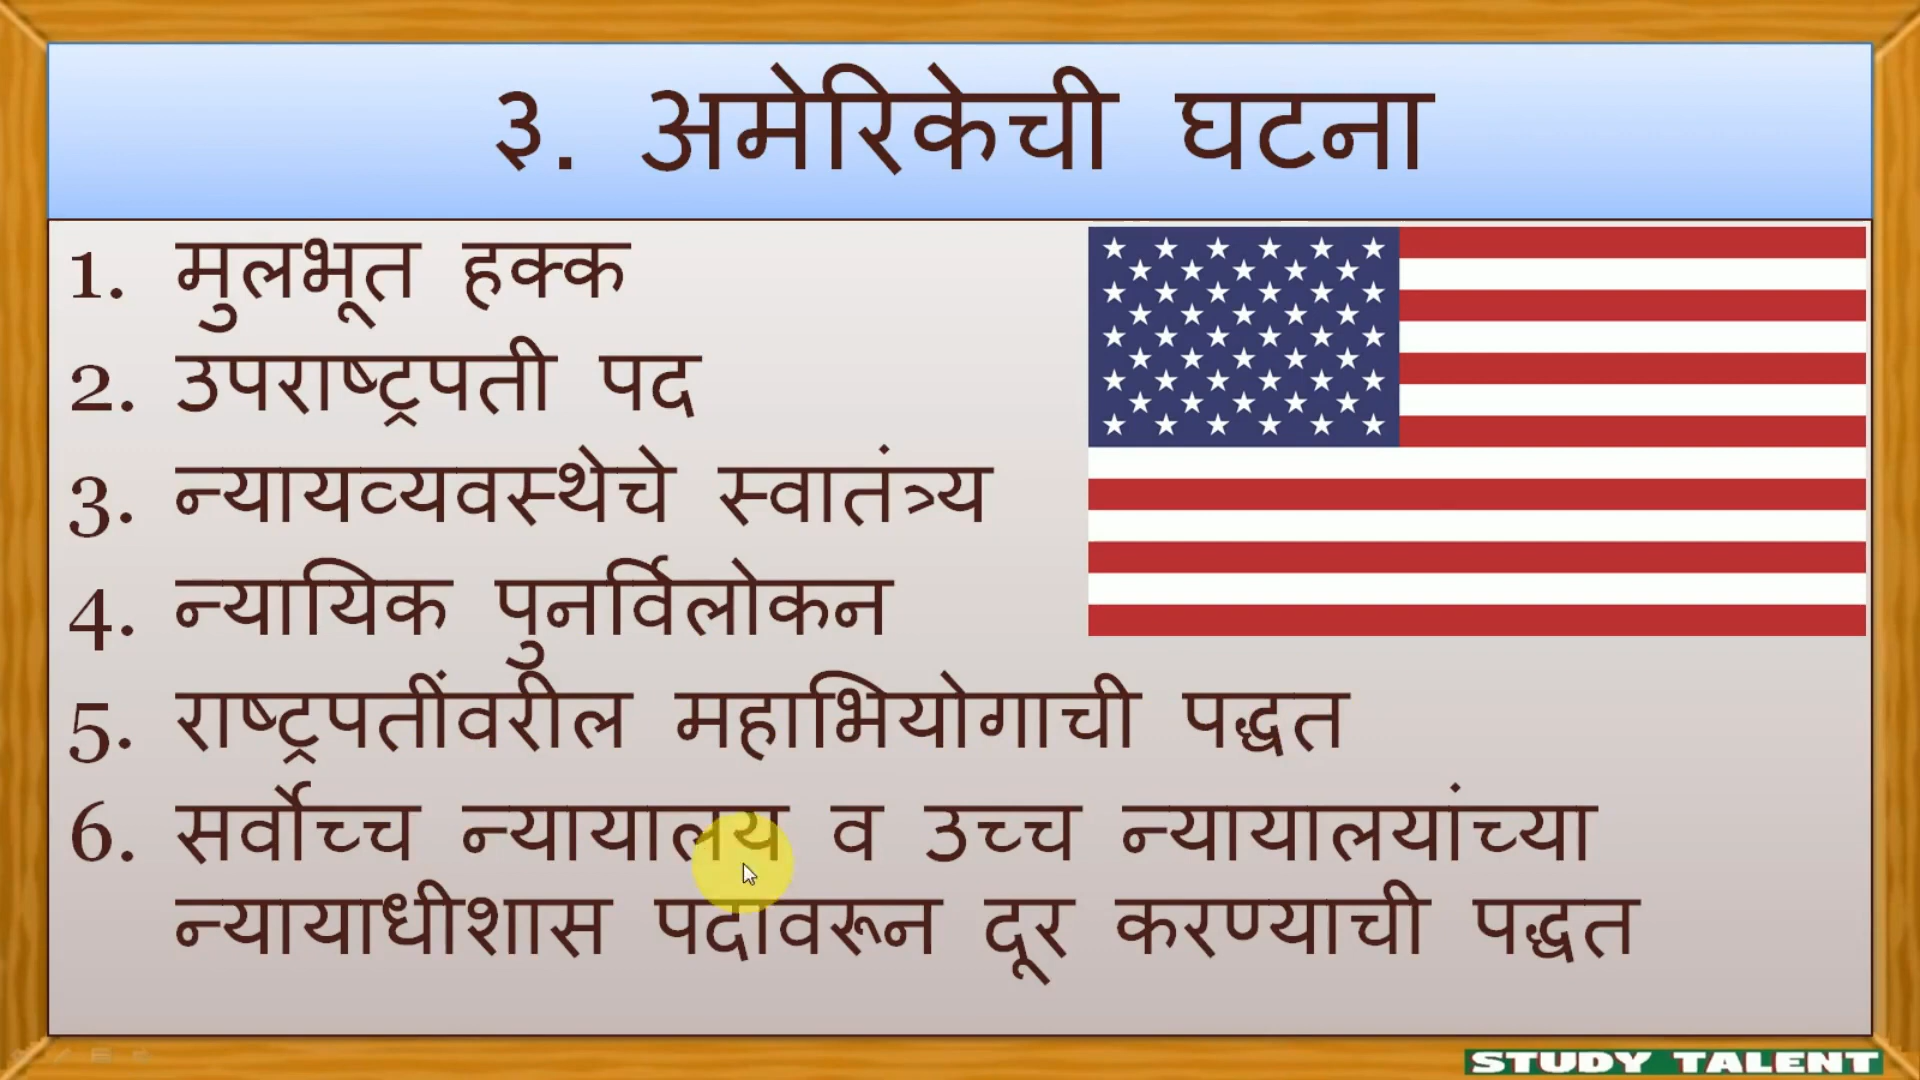 ३. अमेरिकेची घटना
1. मुलभूत हक्क
2. उपराष्ट्रपती पद
3. न्यायव्यवस्थेचे स्वातंत्र्य
4. न्यायिक पुनर्विलोकन
5. राष्ट्रपतींवरील महाभियोगाची पद्धत
6. सर्वोच्च न्यायालय व उच्च न्यायालयांच्या
न्यायाधीशास पदावरून दूर करण्याची पद्धत
STUDY TALENT